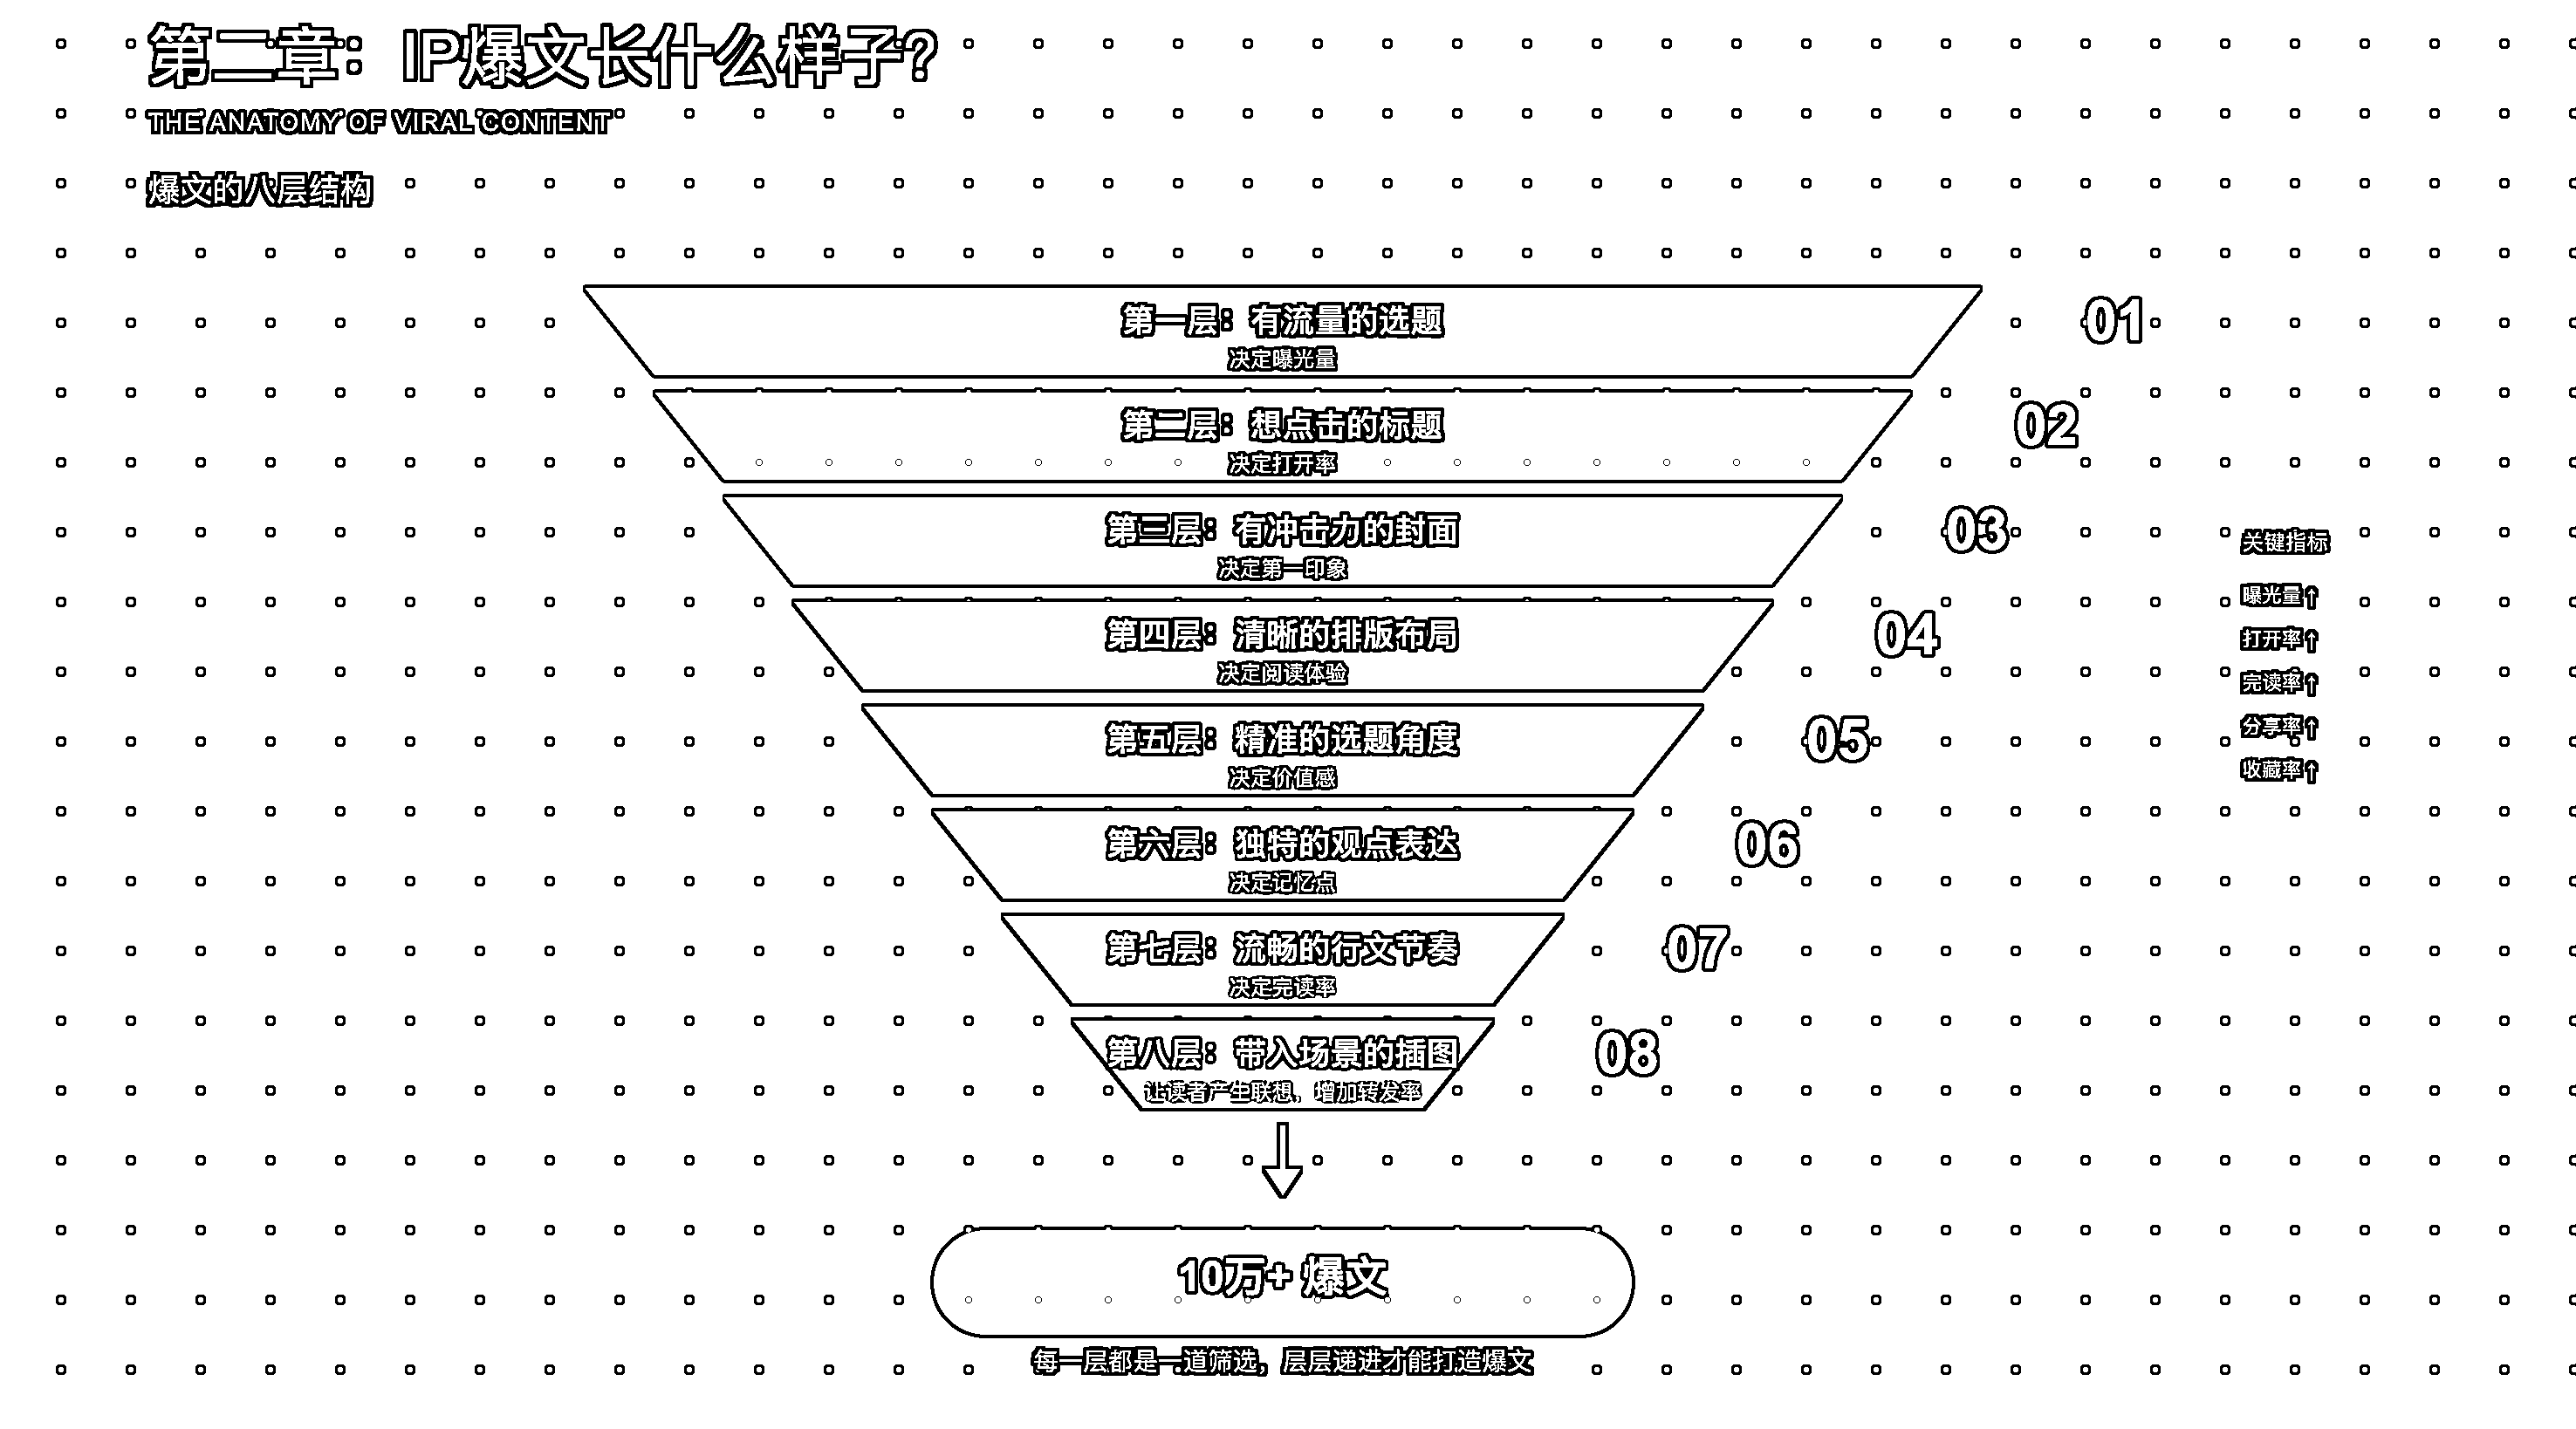 第二章：IP爆文长什么样子?
THE ANATOMY OF VIRAL CONTENT
爆文的八层结构
第一层：有流量的选题
决定曝光量
01
第二层：想点击的标题
决定打开率
02
第三层：有冲击力的封面
决定第一印象
03
第四层：清晰的排版布局
决定阅读体验
04
第五层：精准的选题角度
决定价值感
05
第六层：独特的观点表达
决定记忆点
06
第七层：流畅的行文节奏
决定完读率
07
第八层：带入场景的插图
让读者产生联想，增加转发率
08
关键指标
曝光量↑
打开率↑
完读率↑
分享率↑
收藏率↑
10万+ 爆文
每一层都是一道筛选，层层递进才能打造爆文